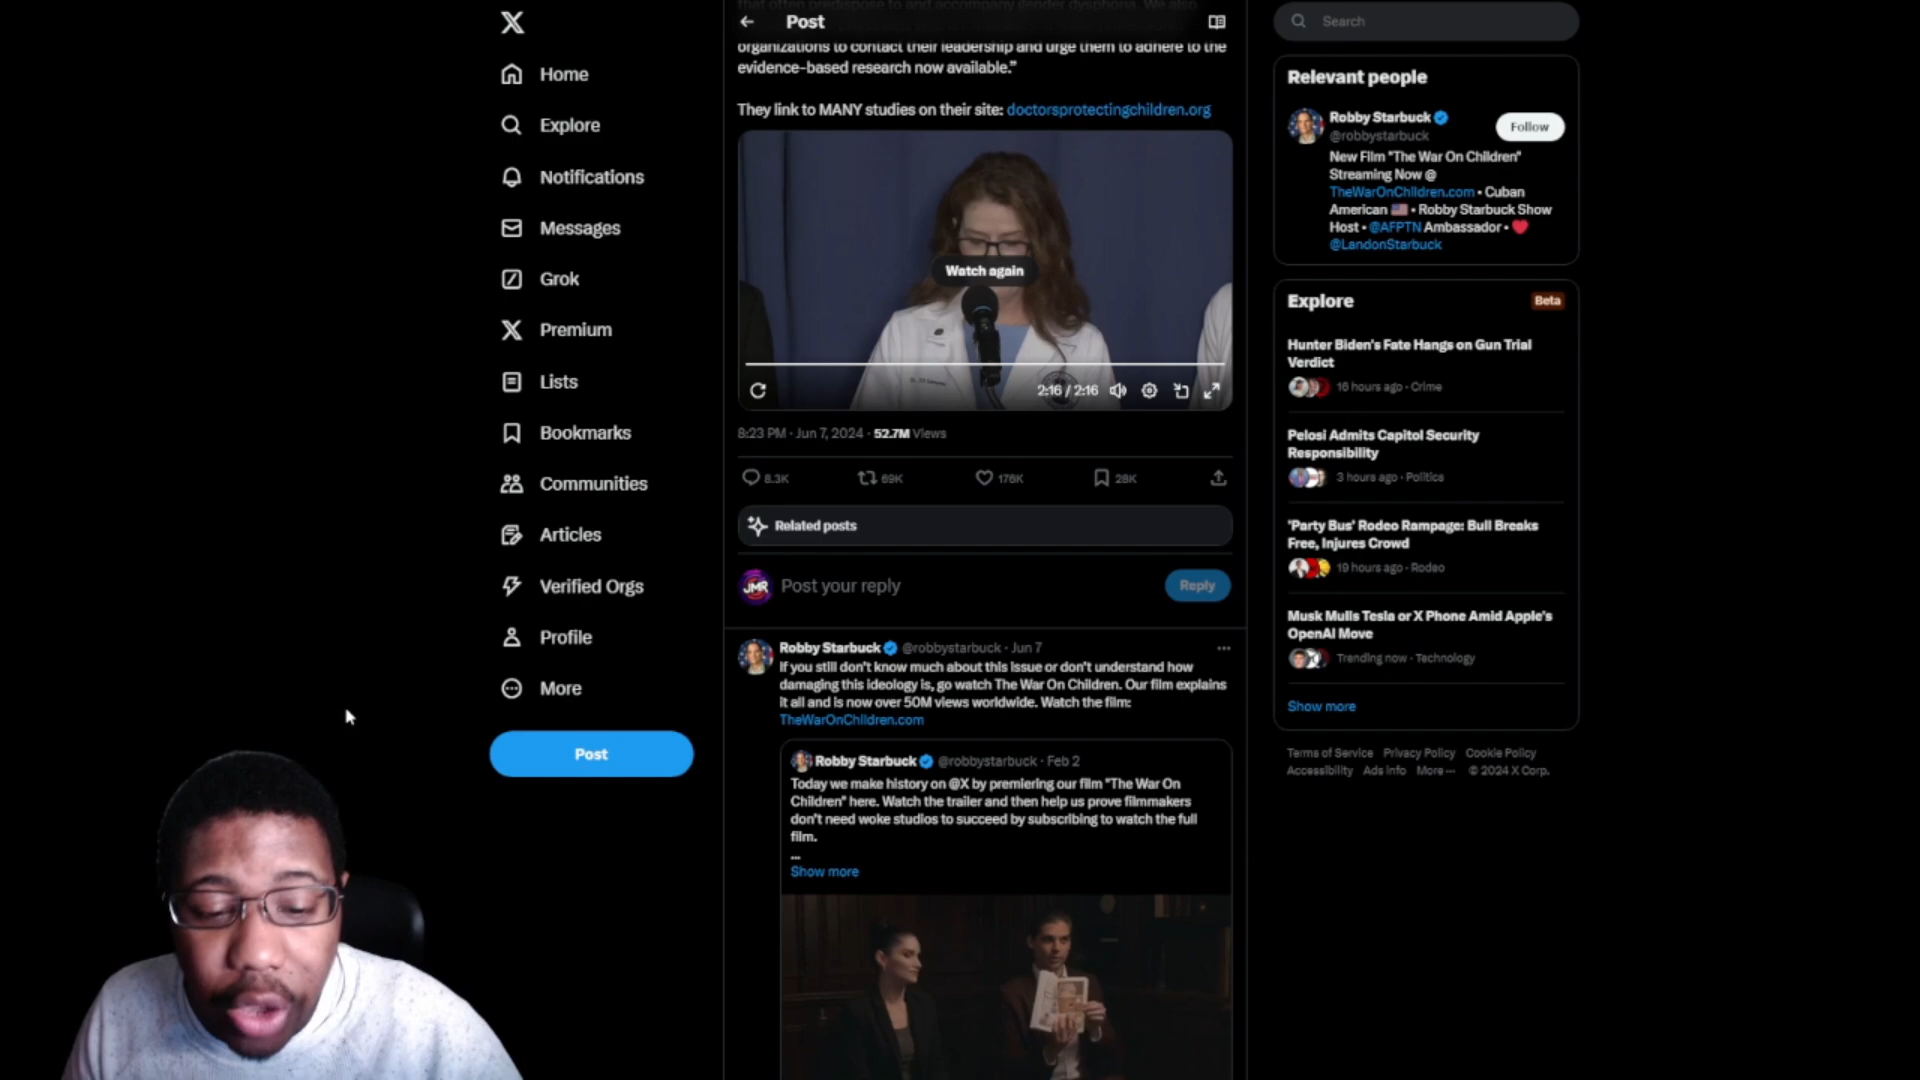 Home
Explore
Notifications
Messages
Grok
Premium
Lists
Bookmarks
Communities
Articles
Verified Orgs
Profile
More
Post
Post
that often predispose to and accompany gender dysphoria. We also
organizations to contact their leadership and urge them to adhere to the
evidence-based research now available."
They link to MANY studies on their site: doctorsprotectingchildren.org
Watch again
2:16 / 2:16
8:23 PM · Jun 7, 2024 · 52.7M Views
8.3K
69K
176K
28K
Related posts
JMR
Post your reply
Reply
Robby Starbuck @robbystarbuck · Jun 7
If you still don't know much about this issue or don't understand how
damaging this ideology is, go watch The War On Children. Our film explains
it all and is now over 50M views worldwide. Watch the film:
TheWarOnChildren.com
Robby Starbuck @robbystarbuck · Feb 2
Today we make history on @X by premiering our film "The War On
Children" here. Watch the trailer and then help us prove filmmakers
don't need woke studios to succeed by subscribing to watch the full
film.
...
Show more
Search
Relevant people
Robby Starbuck
@robbystarbuck
Follow
New Film "The War On Children"
Streaming Now @
TheWarOnChildren.com • Cuban
American 🇺🇸 • Robby Starbuck Show
Host • @AFPTN Ambassador • ❤️
@LandonStarbuck
Explore
Beta
Hunter Biden's Fate Hangs on Gun Trial
Verdict
16 hours ago · Crime
Pelosi Admits Capitol Security
Responsibility
3 hours ago · Politics
'Party Bus' Rodeo Rampage: Bull Breaks
Free, Injures Crowd
19 hours ago · Rodeo
Musk Mulls Tesla or X Phone Amid Apple's
OpenAI Move
Trending now · Technology
Show more
Terms of Service Privacy Policy Cookie Policy
Accessibility Ads info More ... © 2024 X Corp.